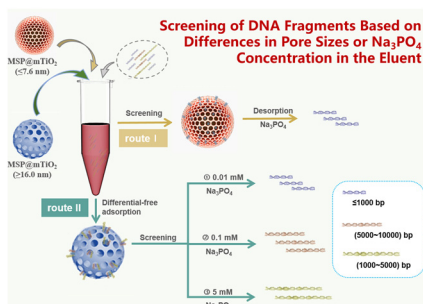 Screening of DNA Fragments Based on
Differences in Pore Sizes or Na₃PO₄
Concentration in the Eluent
MSP@mTiO₂
(≤7.6 nm)
MSP@mTiO₂
(≥16.0 nm)
Screening
route I
Desorption
Na₃PO₄
route II
Differential-free
adsorption
Screening
① 0.01 mM
Na₃PO₄
② 0.1 mM
Na₃PO₄
③ 5 mM
≤1000 bp
(5000~10000) bp
(1000~5000) bp